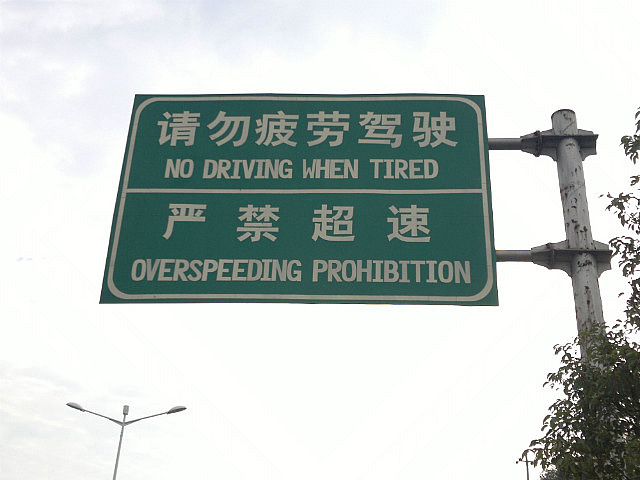 请勿疲劳驾驶
NO DRIVING WHEN TIRED
严禁超速
OVERSPEEDING PROHIBITION